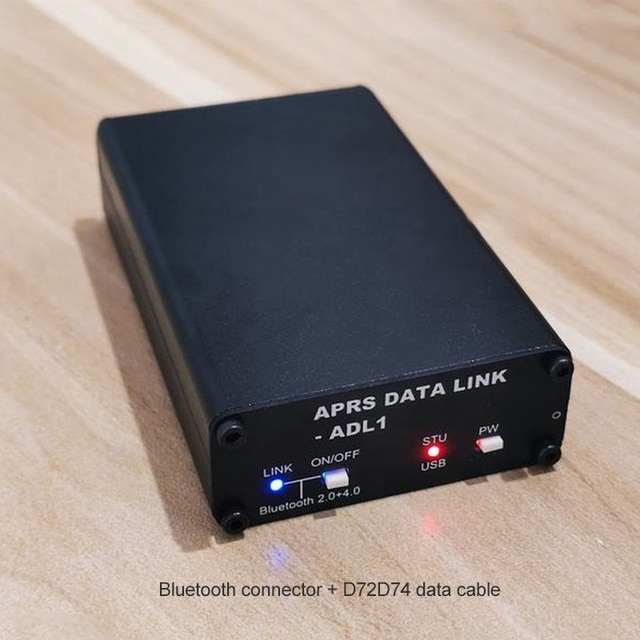 APRS DATA LINK
- ADL1
LINK
ON/OFF
Bluetooth 2.0+4.0
STU
USB
PW
Bluetooth connector + D72D74 data cable